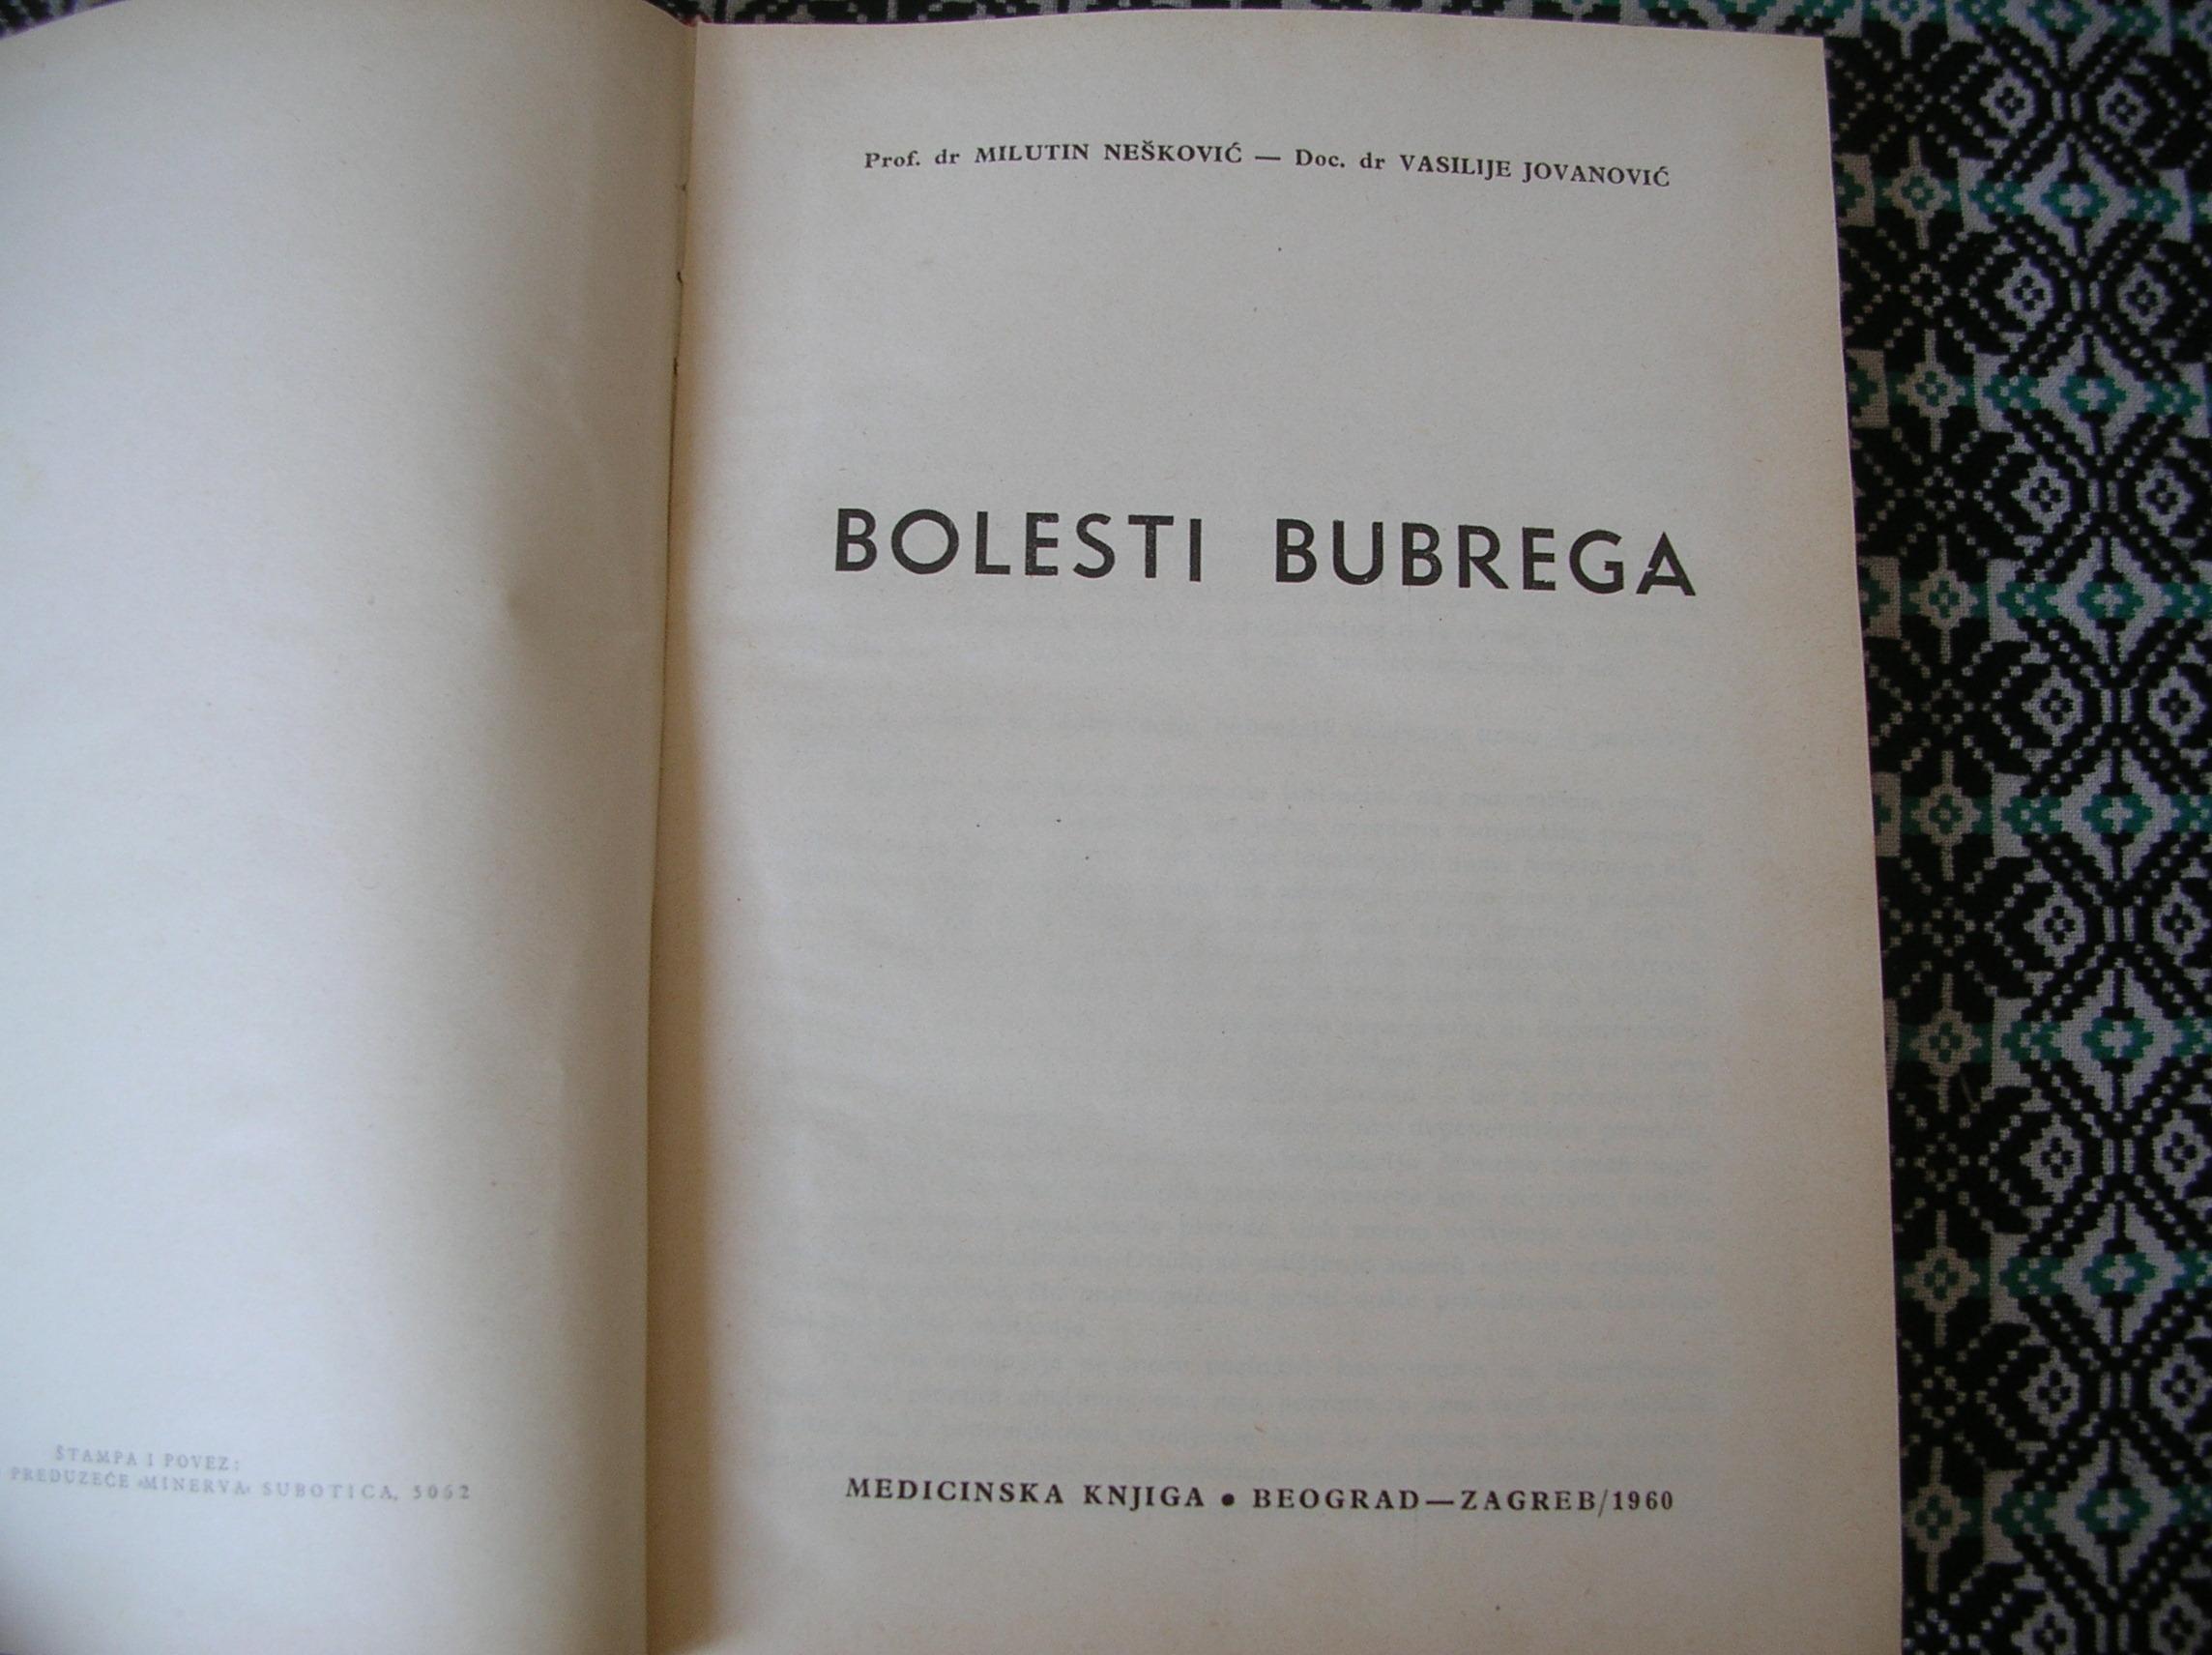 ŠTAMPA I POVEZ:
PREDUZEĆE »MINERVA« SUBOTICA, 5062
Prof. dr MILUTIN NEŠKOVIĆ — Doc. dr VASILIJE JOVANOVIĆ
BOLESTI BUBREGA
MEDICINSKA KNJIGA • BEOGRAD—ZAGREB/1960